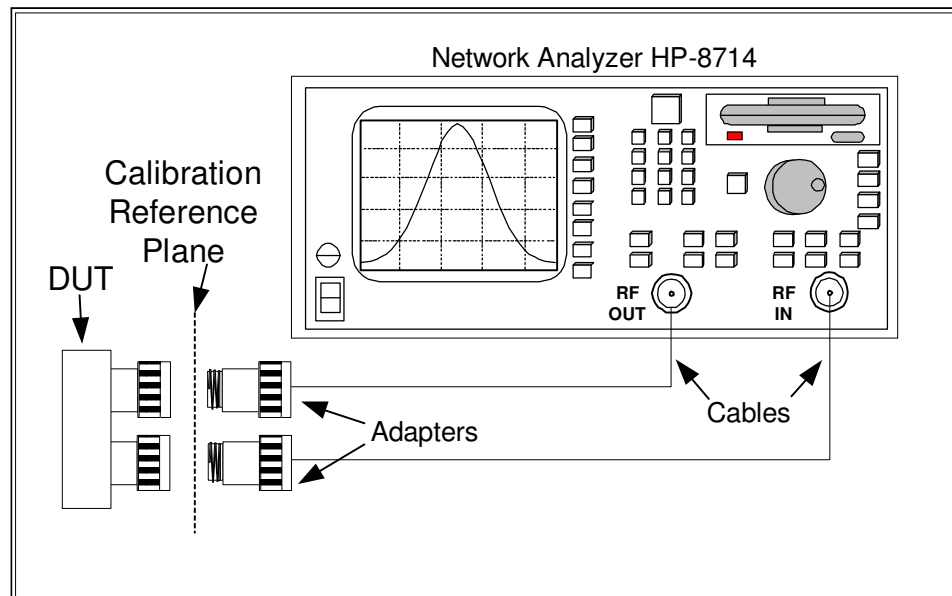 Network Analyzer HP-8714
Calibration
Reference
Plane
DUT
RF
OUT
RF
IN
Cables
Adapters